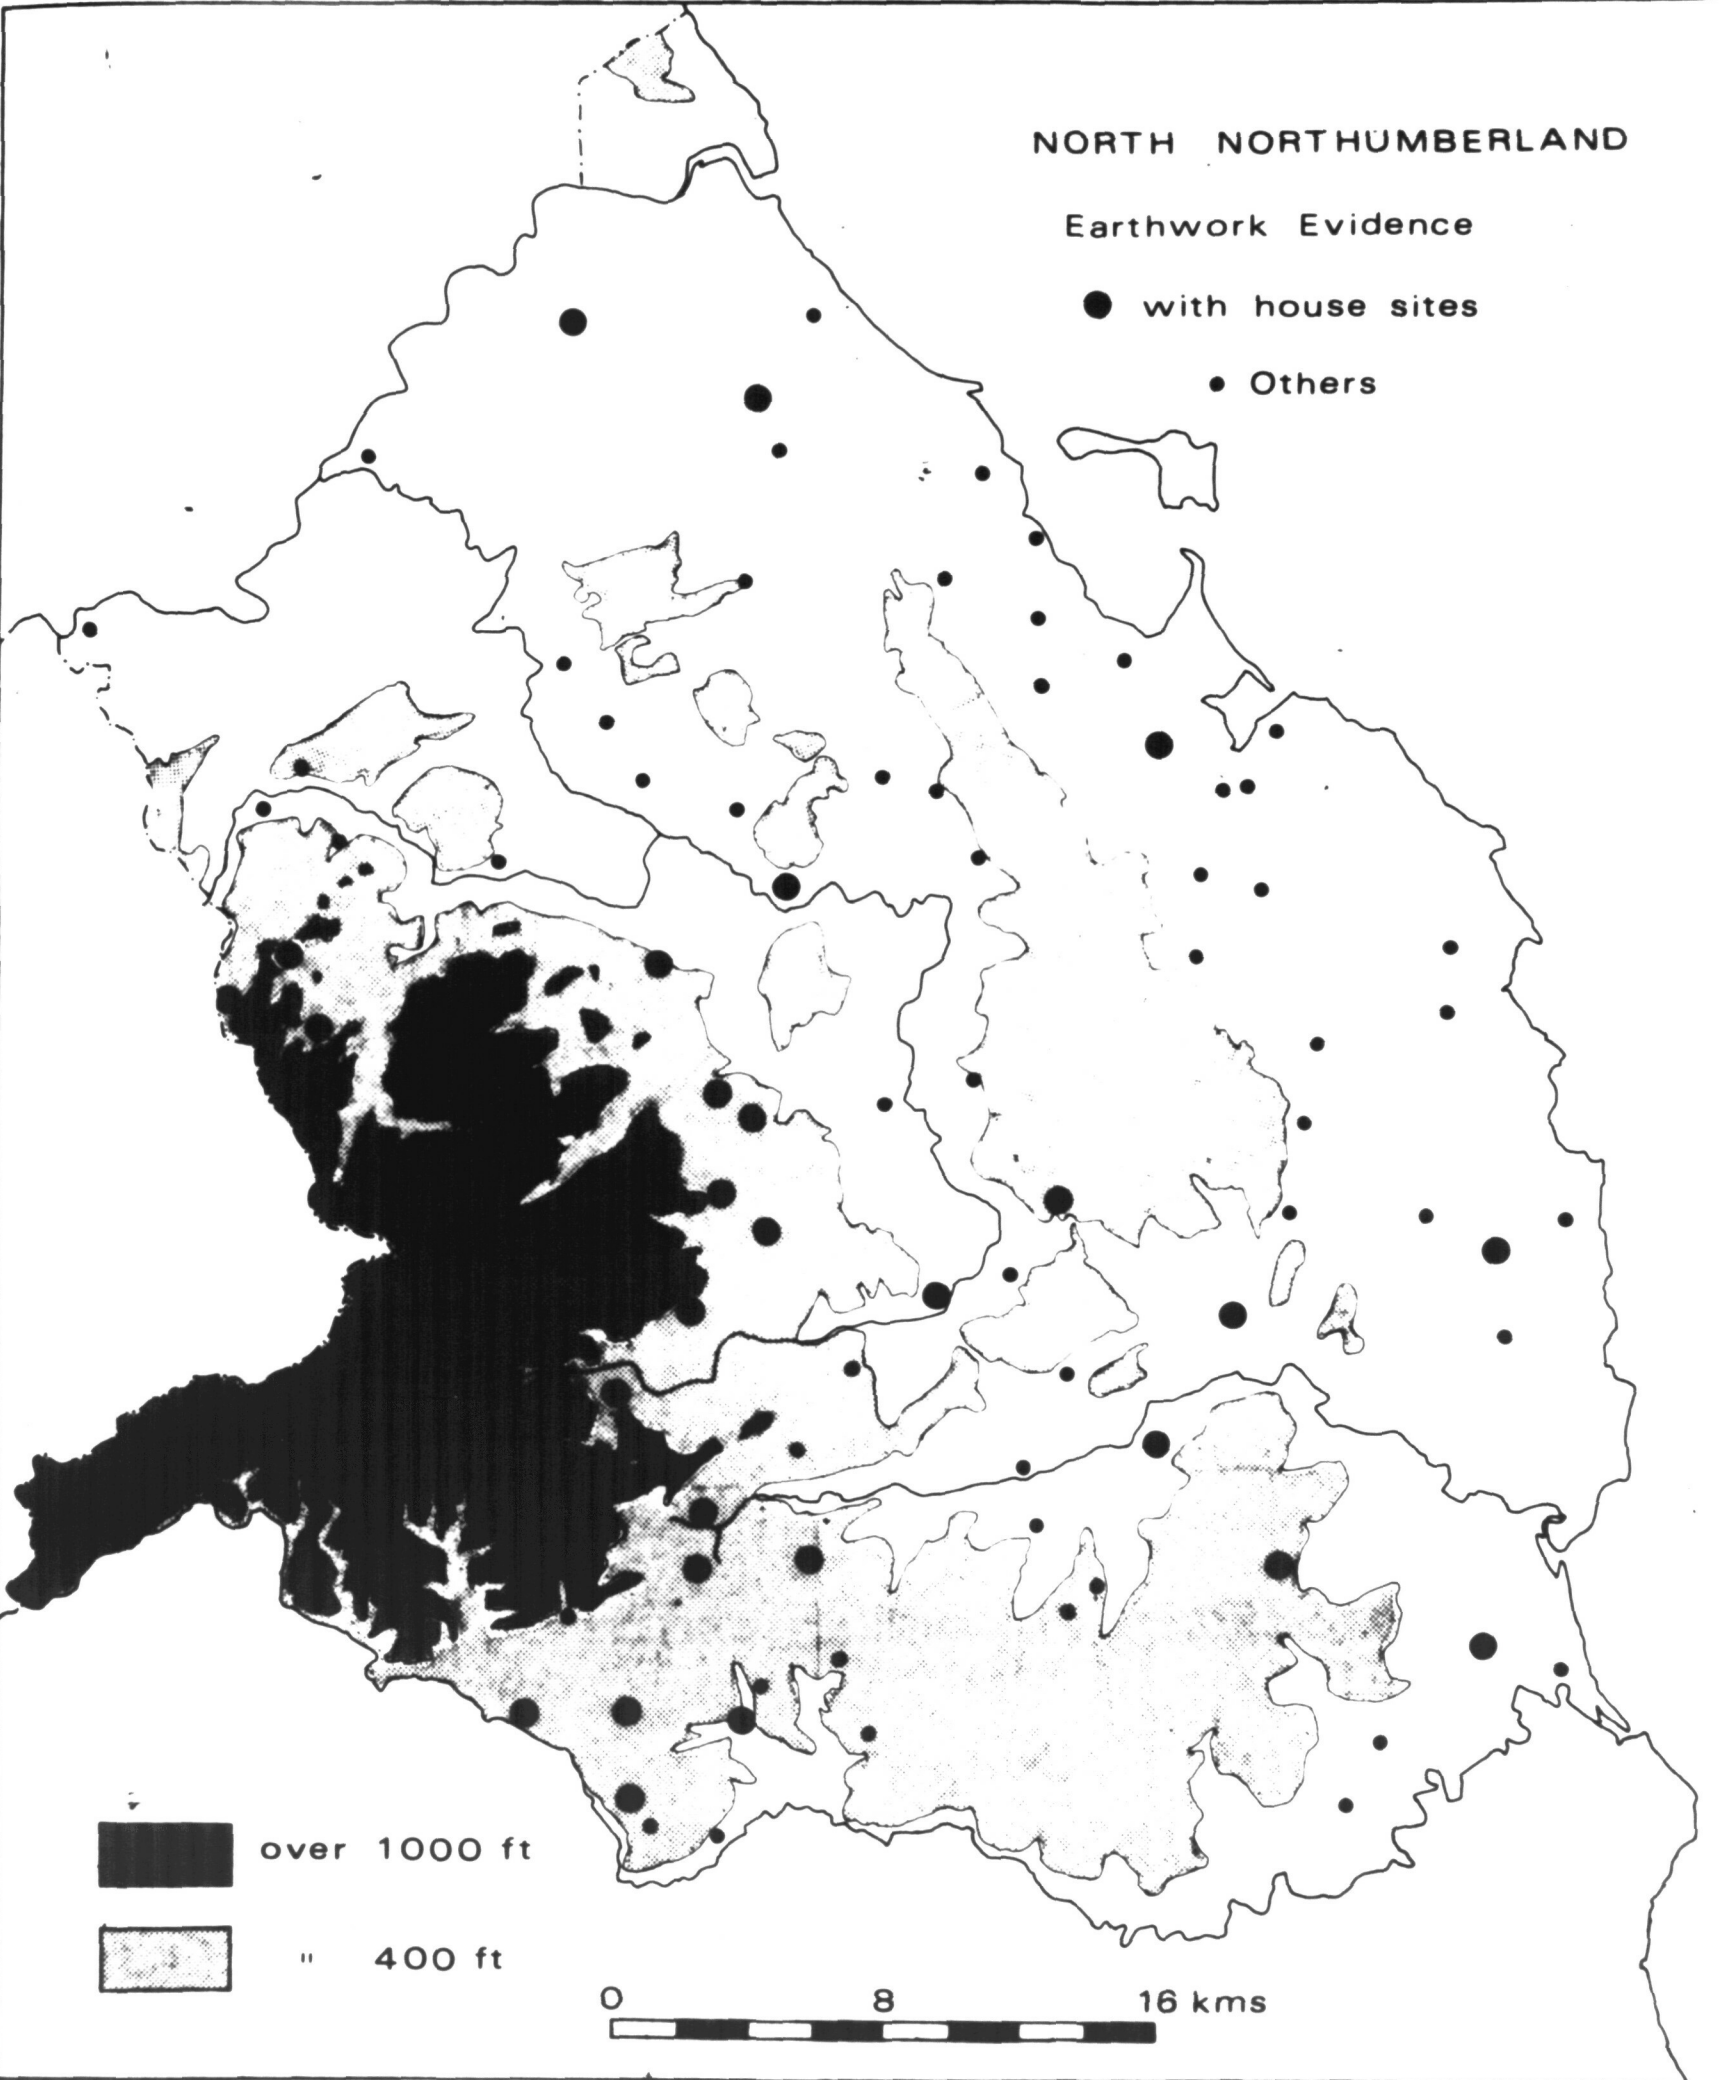 NORTH NORTHUMBERLAND
Earthwork Evidence
with house sites
Others
over 1000 ft
" 400 ft
0 8 16 kms